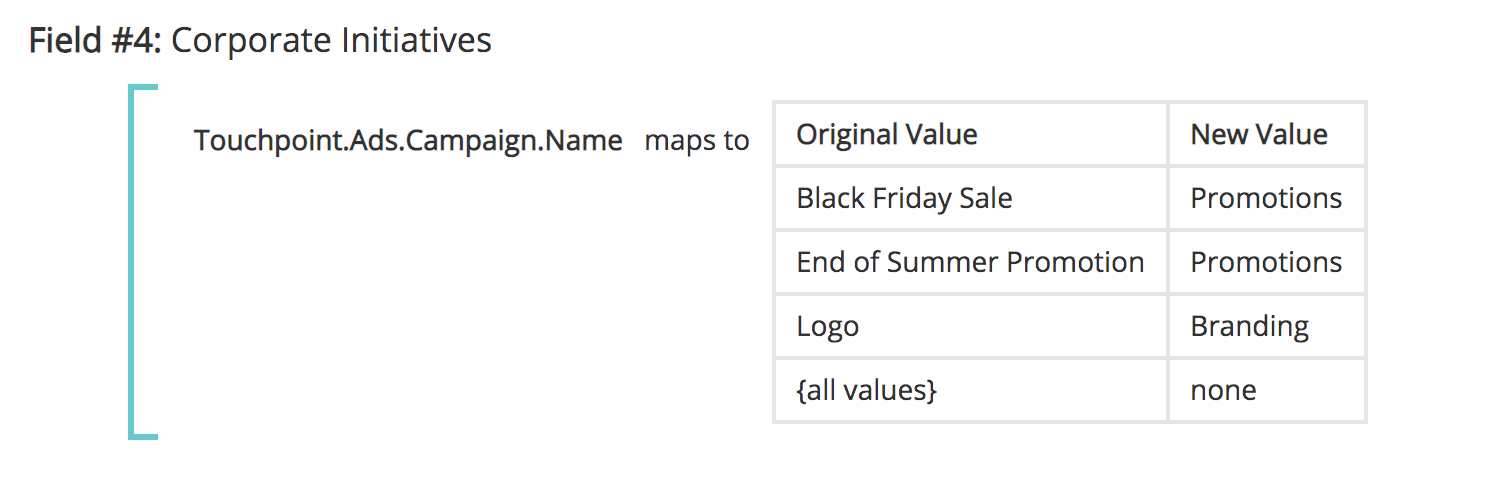 Field #4: Corporate Initiatives
Touchpoint.Ads.Campaign.Name maps to
Original Value New Value
Black Friday Sale Promotions
End of Summer Promotion Promotions
Logo Branding
{all values} none